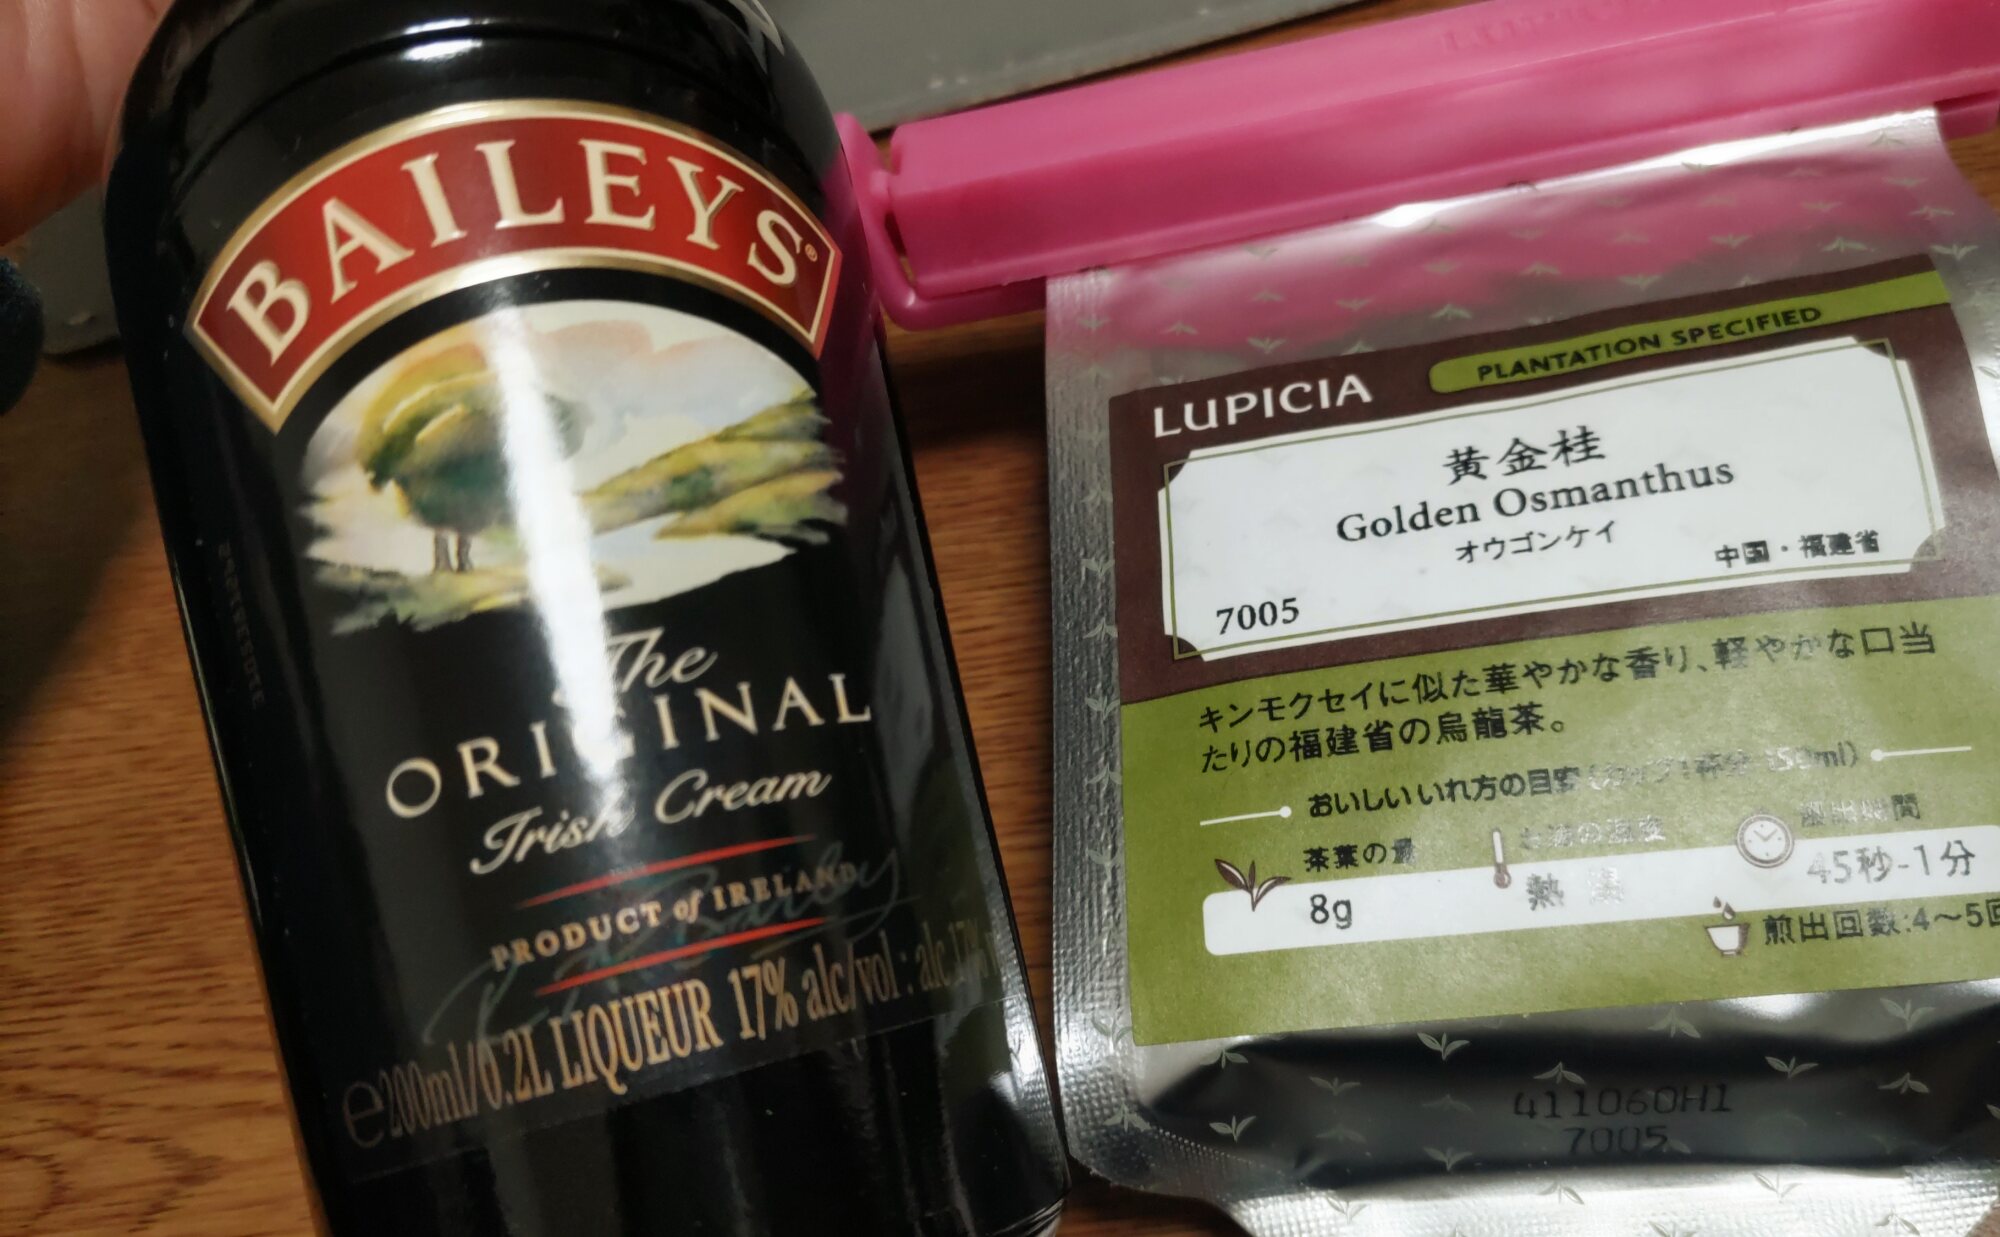 BAILEYS®
The
ORIGINAL
Irish Cream
PRODUCT of IRELAND
e200ml/0.2L LIQUEUR 17% alc/vol : alc.17%
LUPICIA
PLANTATION SPECIFIED
黄金桂
Golden Osmanthus
オウゴンケイ
中国・福建省
7005
キンモクセイに似た華やかな香り、軽やかな口当
たりの福建省の烏龍茶。
おいしいいれ方の目安
茶葉の量
8g
45秒-1分
煎出回数:4〜5回
411060H1
7005